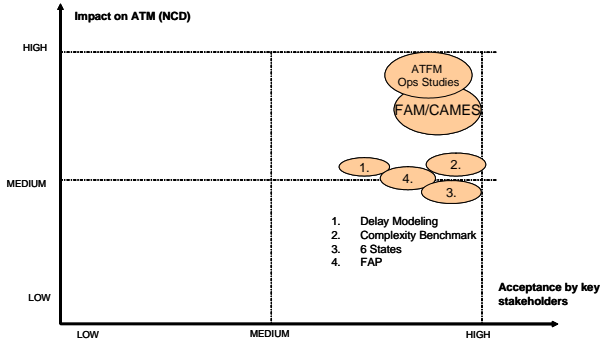 Impact on ATM (NCD)
HIGH
ATFM
Ops Studies
FAM/CAMES
1.
2.
4.
3.
MEDIUM
1. Delay Modeling
2. Complexity Benchmark
3. 6 States
4. FAP
LOW
Acceptance by key
stakeholders
LOW
MEDIUM
HIGH